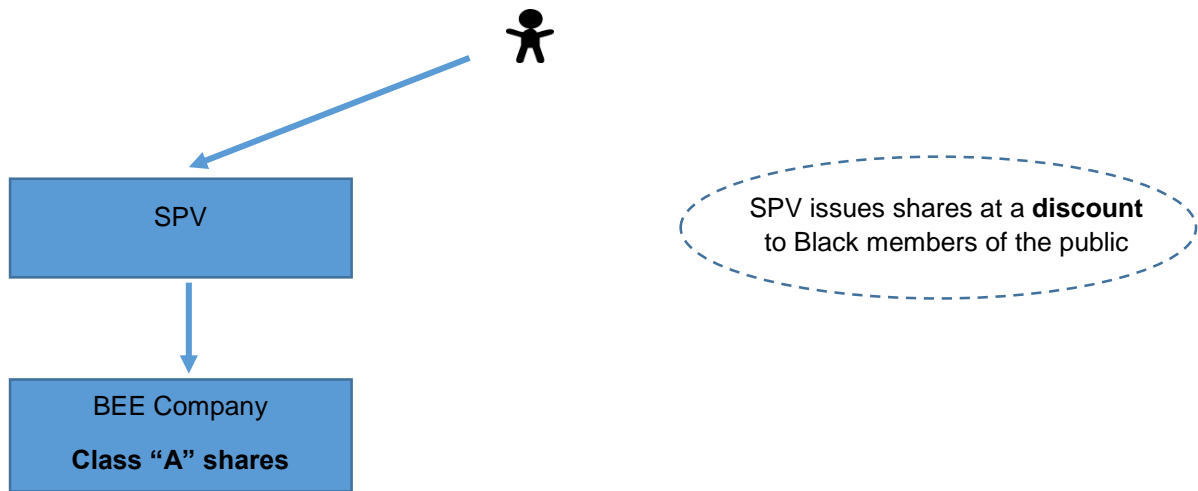 SPV
SPV issues shares at a discount
to Black members of the public
BEE Company
Class “A” shares